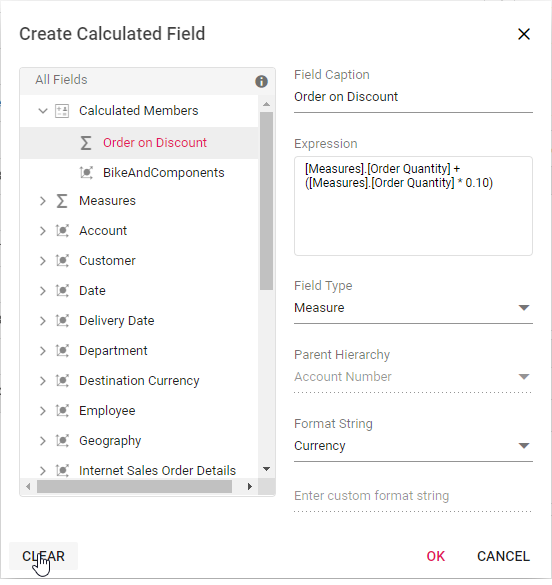 Create Calculated Field
All Fields
Calculated Members
Order on Discount
BikeAndComponents
Measures
Account
Customer
Date
Delivery Date
Department
Destination Currency
Employee
Geography
Internet Sales Order Details
Field Caption
Order on Discount
Expression
[Measures].[Order Quantity] +
([Measures].[Order Quantity] * 0.10)
Field Type
Measure
Parent Hierarchy
Account Number
Format String
Currency
Enter custom format string
CLEAR
OK
CANCEL